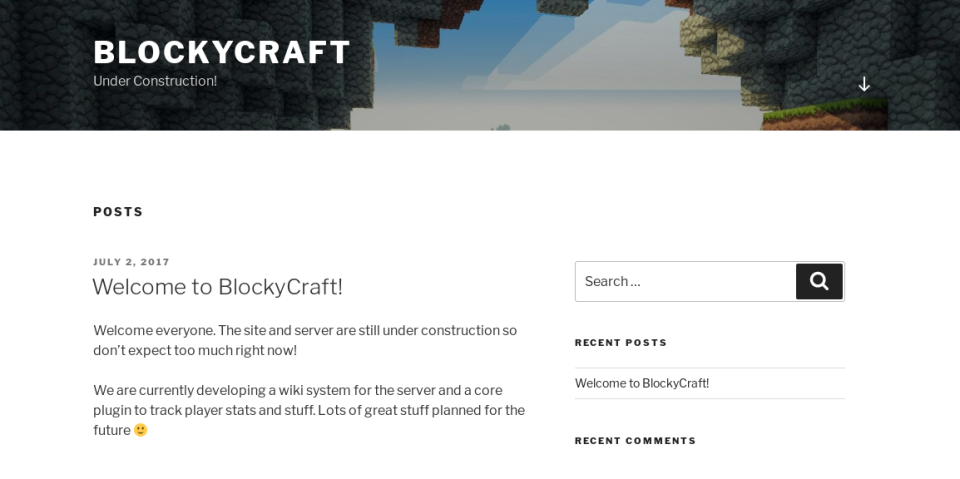 BLOCKYCRAFT
Under Construction!
POSTS
JULY 2, 2017
Welcome to BlockyCraft!
Welcome everyone. The site and server are still under construction so
don’t expect too much right now!
We are currently developing a wiki system for the server and a core
plugin to track player stats and stuff. Lots of great stuff planned for the
future 🙂
Search …
RECENT POSTS
Welcome to BlockyCraft!
RECENT COMMENTS